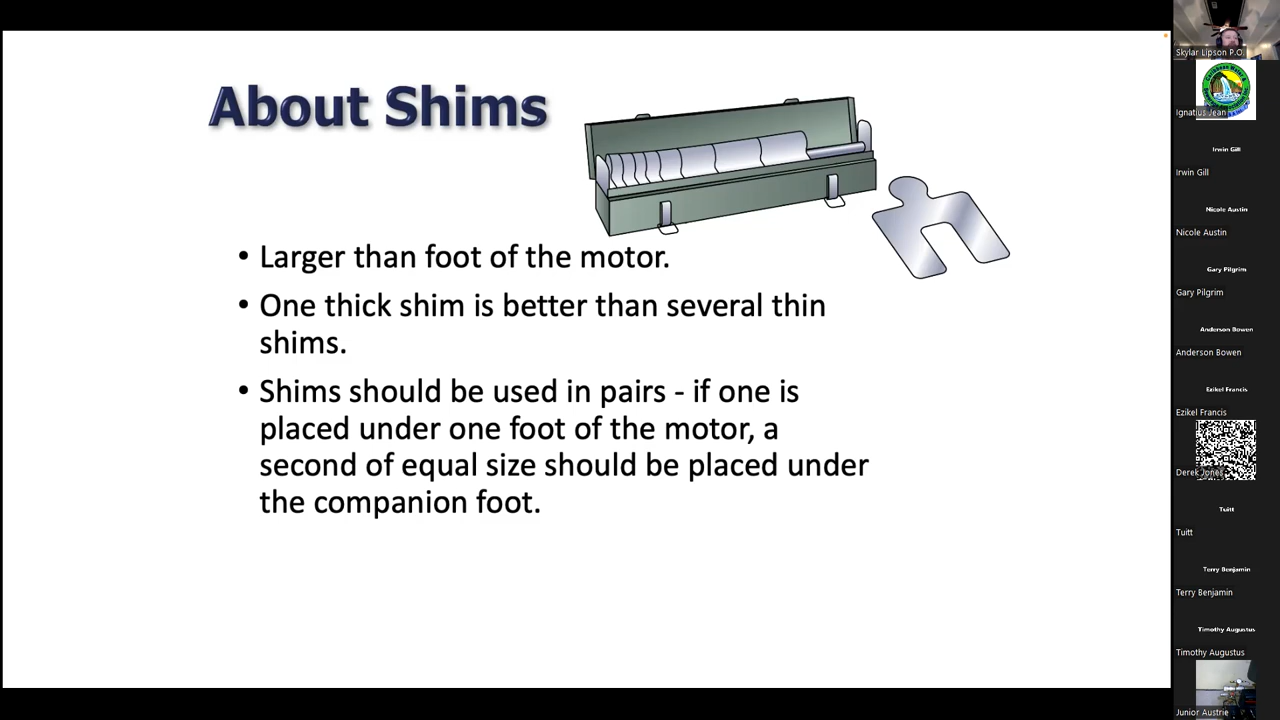 About Shims
• Larger than foot of the motor.
• One thick shim is better than several thin
shims.
• Shims should be used in pairs - if one is
placed under one foot of the motor, a
second of equal size should be placed under
the companion foot.
Skylar Lipson P.O.
Ignatius Jean
Irwin Gill
Irwin Gill
Nicole Austin
Nicole Austin
Gary Pilgrim
Gary Pilgrim
Anderson Bowen
Anderson Bowen
Ezikel Francis
Ezikel Francis
Derek Jones
Tuitt
Tuitt
Terry Benjamin
Terry Benjamin
Timothy Augustus
Timothy Augustus
Junior Austrie